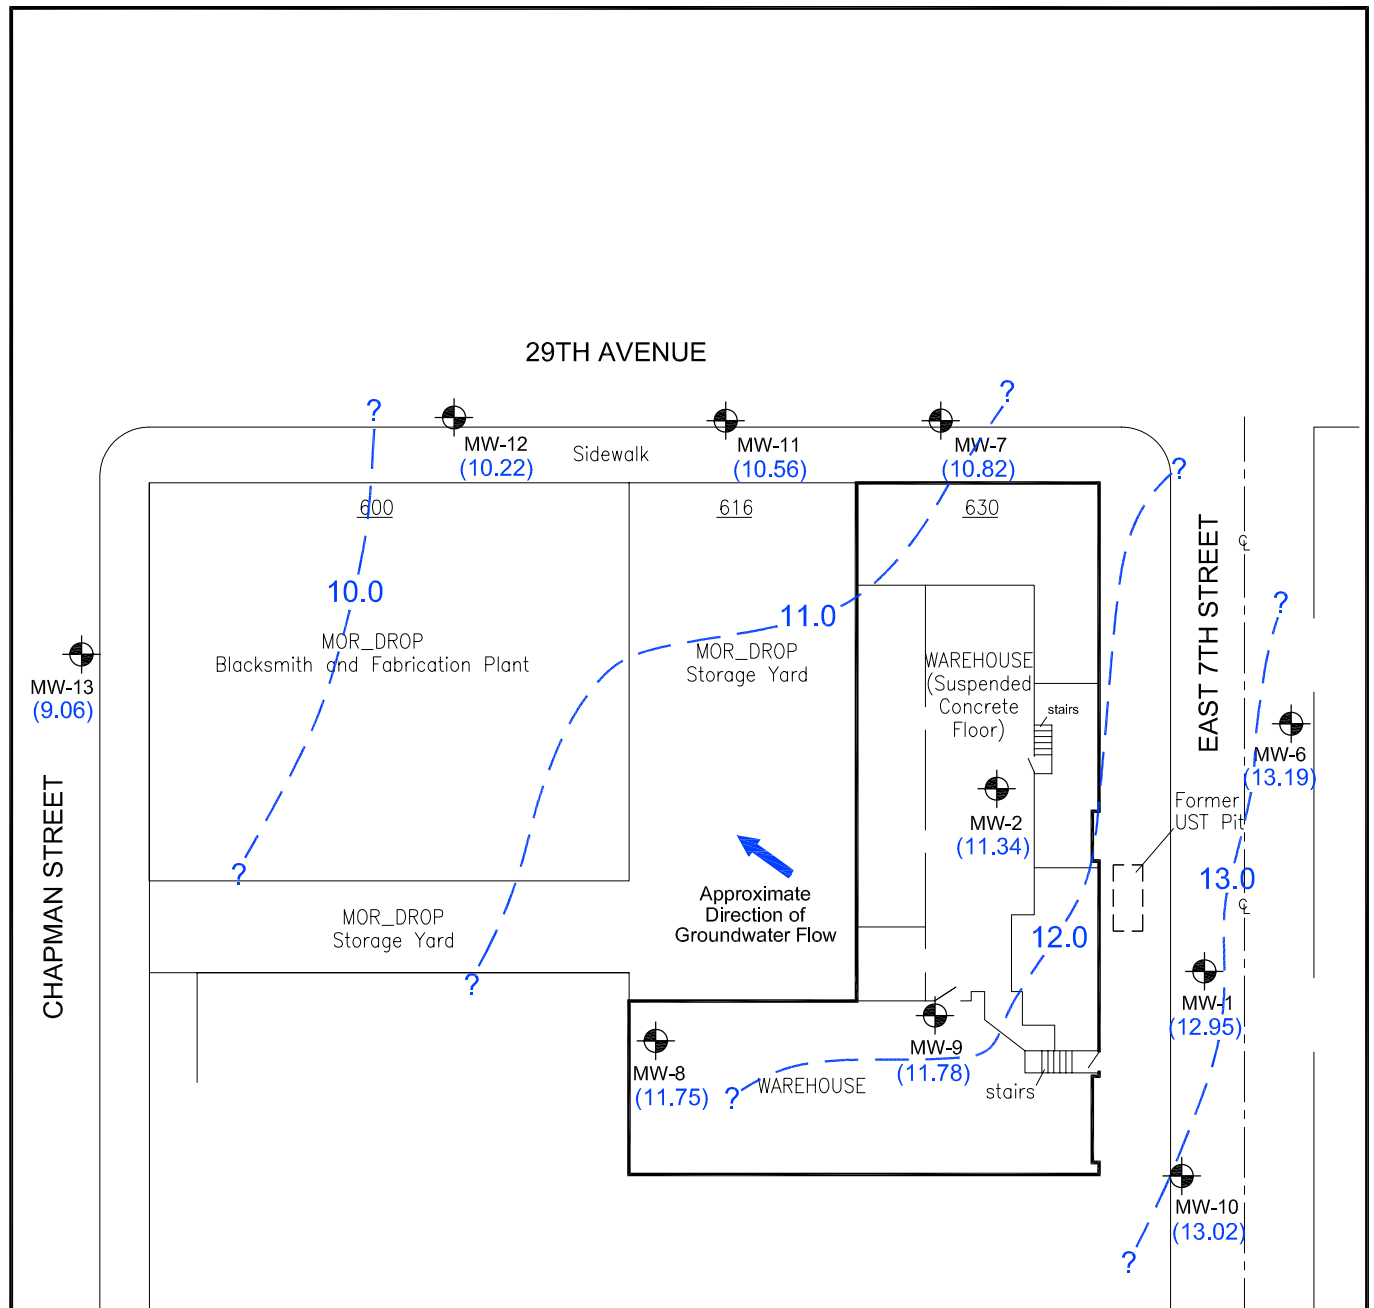 29TH AVENUE
?
?
MW-12
(10.22)
Sidewalk
MW-11
(10.56)
MW-7
(10.82)
?
600
616
630
EAST 7TH STREET
℄
10.0
11.0
?
MOR_DROP
Blacksmith and Fabrication Plant
MOR_DROP
Storage Yard
WAREHOUSE
(Suspended
Concrete
Floor)
stairs
MW-13
(9.06)
MW-6
(13.19)
CHAPMAN STREET
MW-2
(11.34)
Former
UST Pit
?
13.0
℄
Approximate
Direction of
Groundwater Flow
MOR_DROP
Storage Yard
12.0
?
MW-1
(12.95)
MW-9
(11.78)
MW-8
(11.75)
?
WAREHOUSE
stairs
MW-10
(13.02)
?